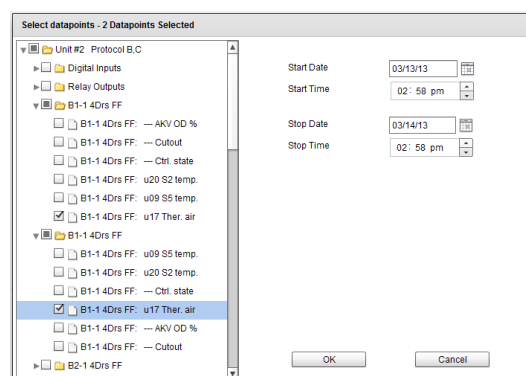 Select datapoints - 2 Datapoints Selected
Unit #2 Protocol B,C
Digital Inputs
Relay Outputs
B1-1 4Drs FF
B1-1 4Drs FF: --- AKV OD %
B1-1 4Drs FF: --- Cutout
B1-1 4Drs FF: --- Ctrl. state
B1-1 4Drs FF: u20 S2 temp.
B1-1 4Drs FF: u09 S5 temp.
B1-1 4Drs FF: u17 Ther. air
B1-1 4Drs FF
B1-1 4Drs FF: u09 S5 temp.
B1-1 4Drs FF: u20 S2 temp.
B1-1 4Drs FF: --- Ctrl. state
B1-1 4Drs FF: u17 Ther. air
B1-1 4Drs FF: --- AKV OD %
B1-1 4Drs FF: --- Cutout
B2-1 4Drs FF
Start Date 03/13/13
Start Time 02: 58 pm
Stop Date 03/14/13
Stop Time 02: 58 pm
OK Cancel